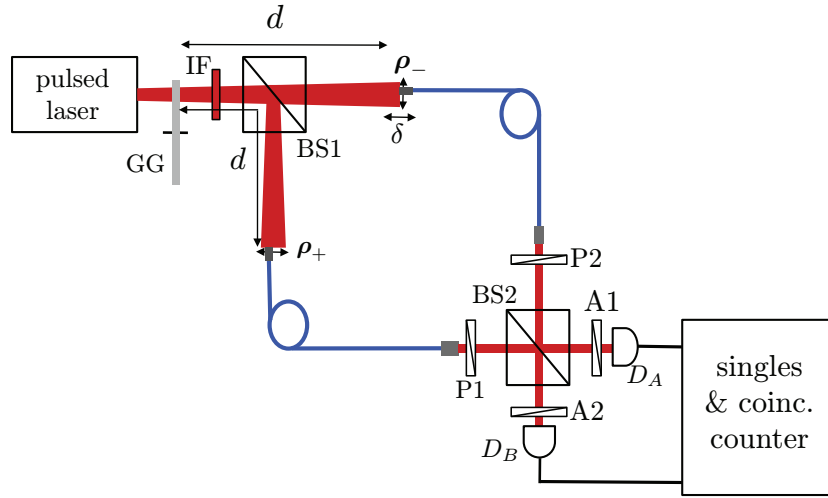 d
IF
ρ−
pulsed
laser
BS1
δ
GG
d
ρ+
P2
BS2
A1
P1
D_A
singles
& coinc.
counter
A2
D_B